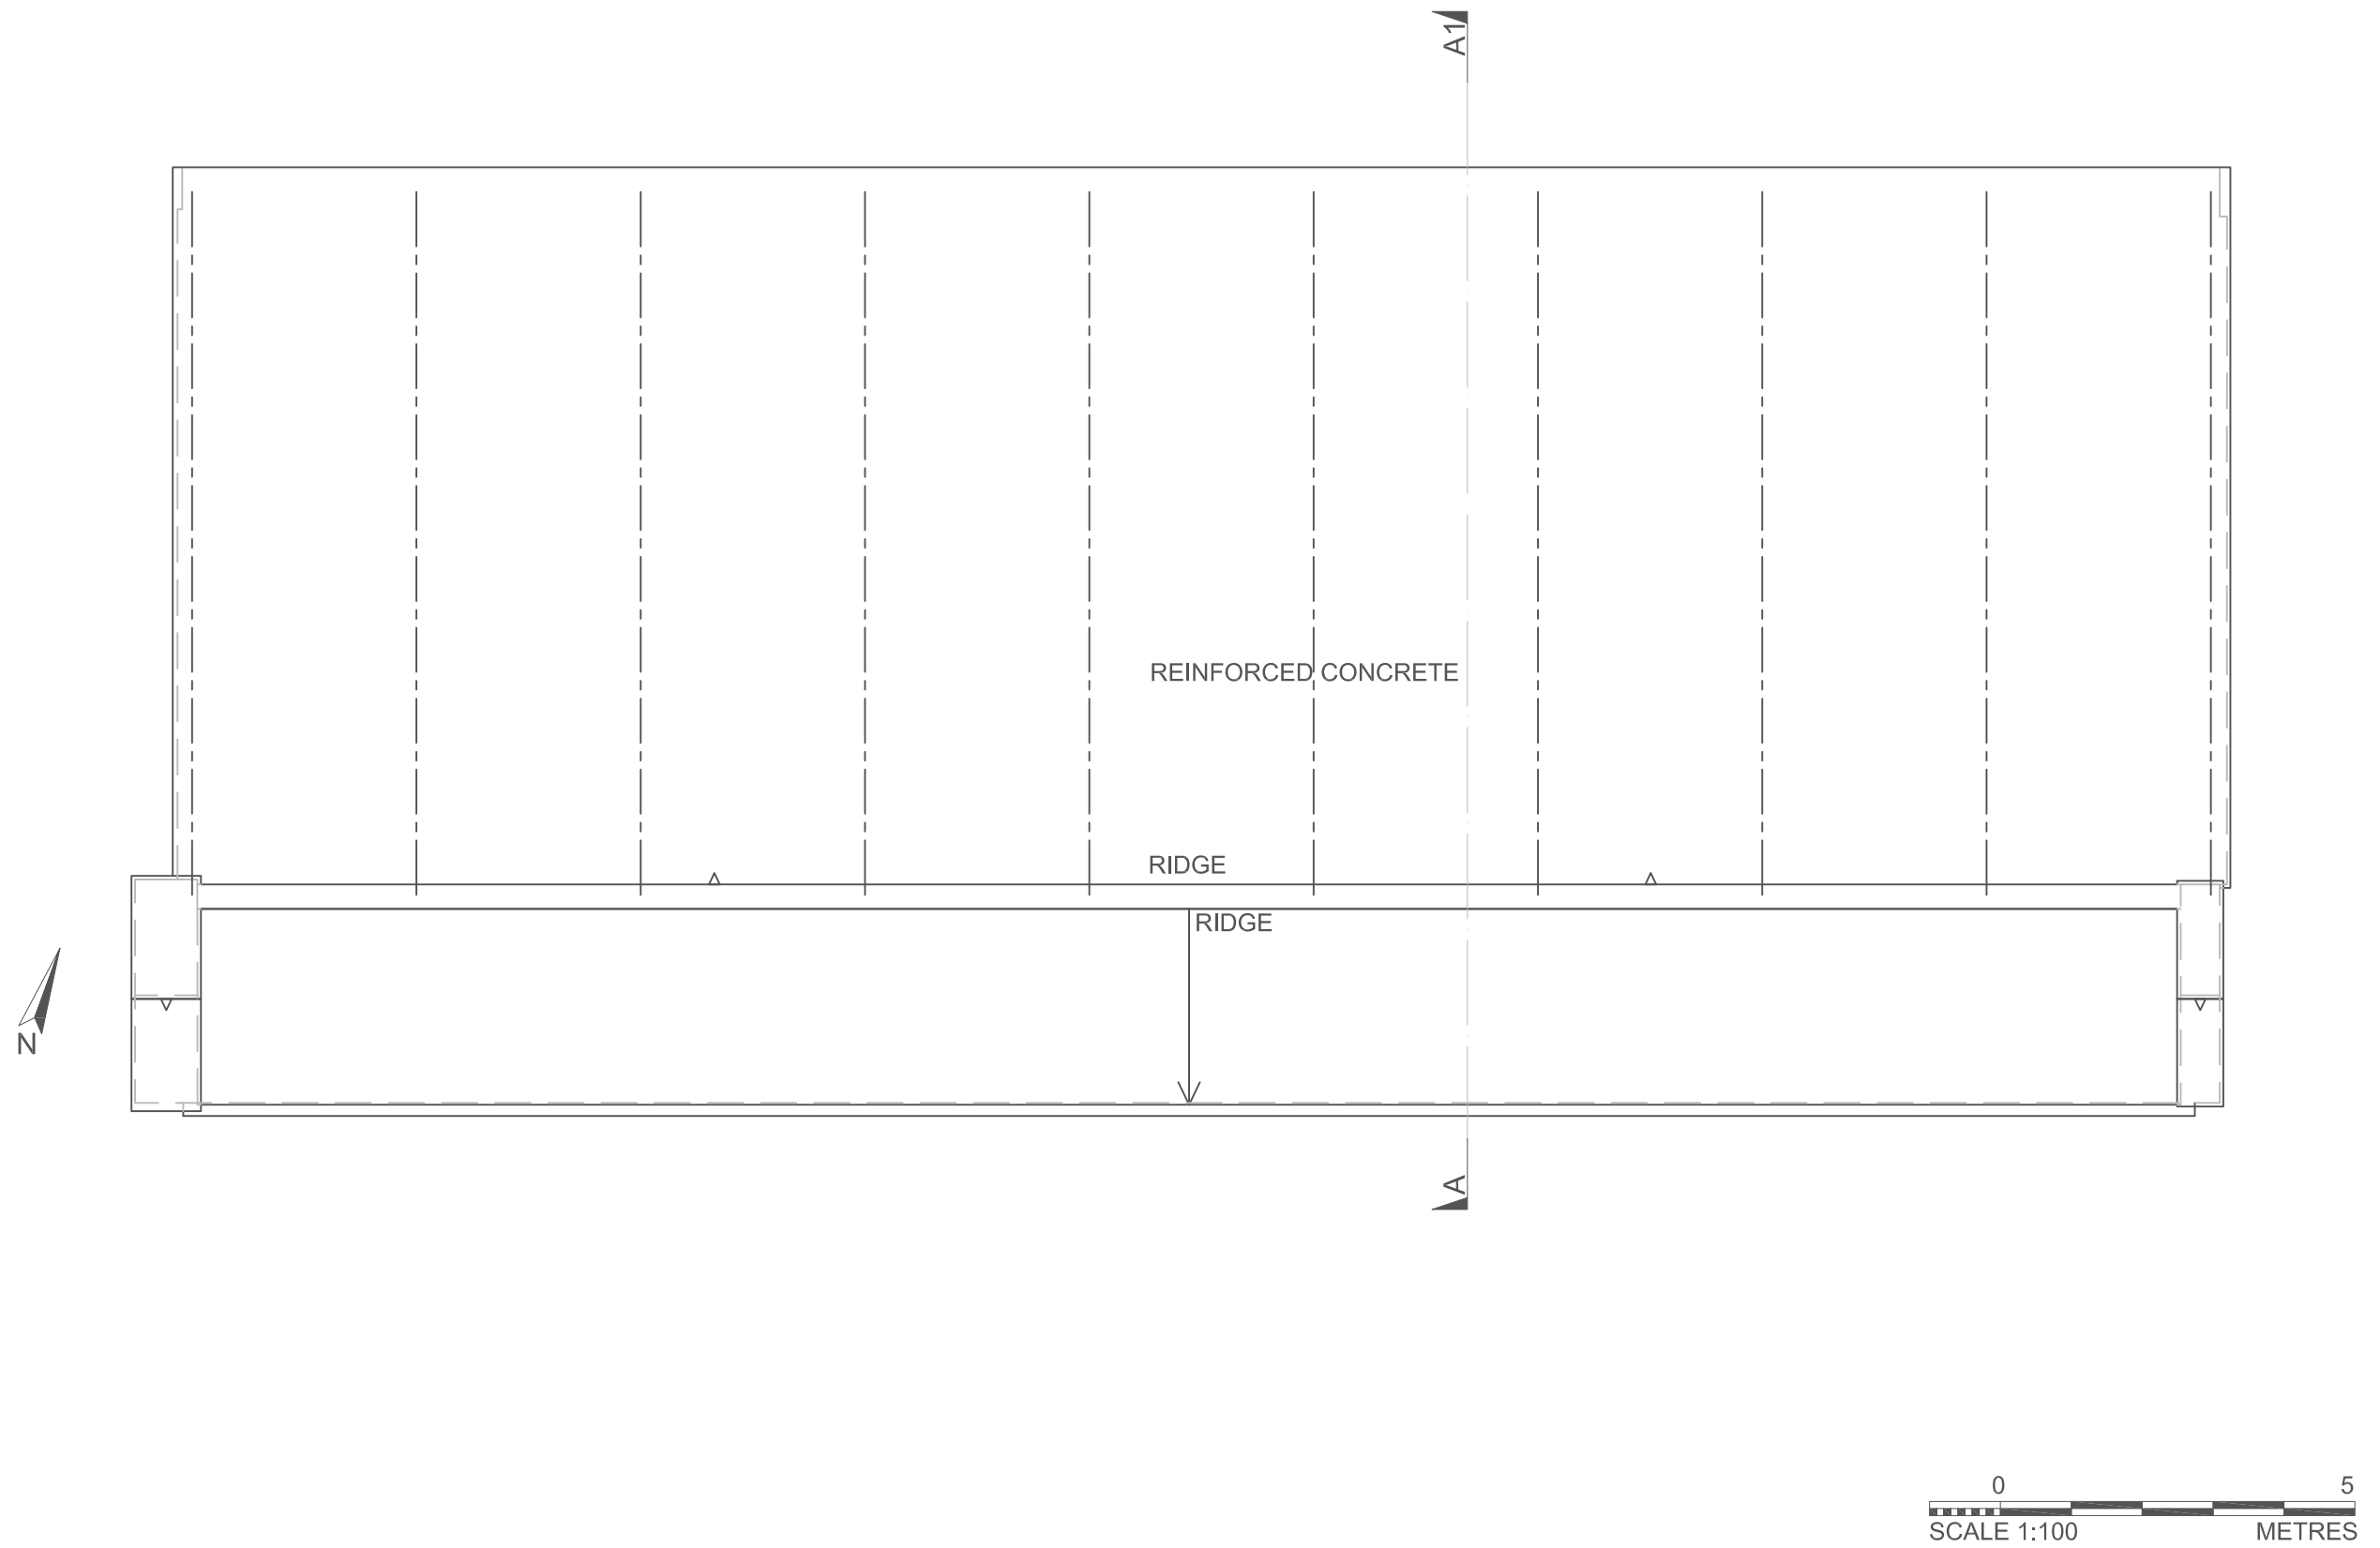 A1
REINFORCED CONCRETE
RIDGE
RIDGE
N
A
0 5
SCALE 1:100 METRES